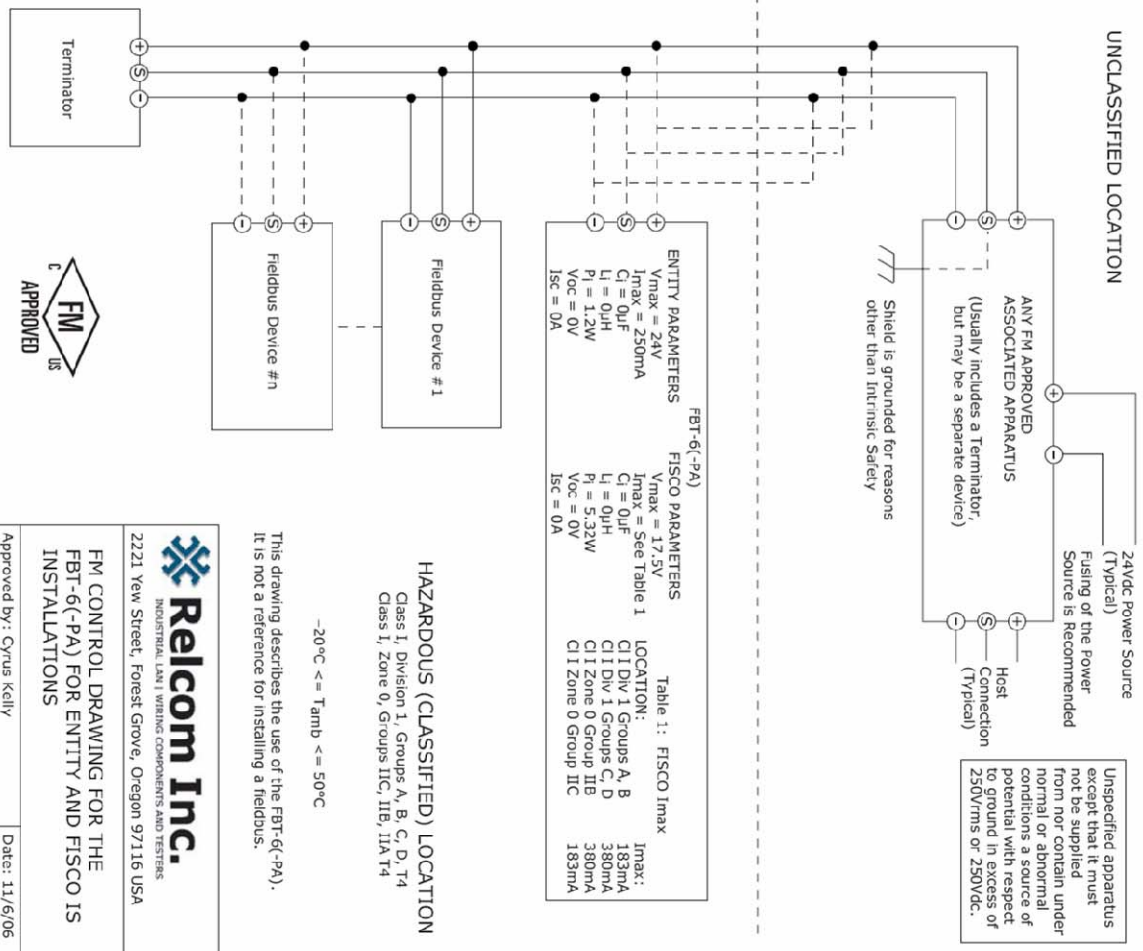 UNCLASSIFIED LOCATION
24Vdc Power Source
(Typical)
Fusing of the Power
Source is Recommended
Host
Connection
(Typical)
Unspecified apparatus
except that it must
not be supplied
from nor contain under
normal or abnormal
conditions a source of
potential with respect
to ground in excess of
250Vrms or 250Vdc.
+
-
+
S
-
+
S
-
ANY FM APPROVED
ASSOCIATED APPARATUS
(Usually includes a Terminator,
but may be a separate device)
Shield is grounded for reasons
other than Intrinsic Safety
FBT-6(-PA)
+
S
-
ENTITY PARAMETERS
Vmax = 24V
Imax = 250mA
Ci = 0µF
Li = 0µH
Pi = 1.2W
Voc = 0V
Isc = 0A
FISCO PARAMETERS
Vmax = 17.5V
Imax = See Table 1
Ci = 0µF
Li = 0µH
Pi = 5.32W
Voc = 0V
Isc = 0A
Table 1: FISCO Imax
LOCATION: Imax:
Cl I Div 1 Groups A, B 183mA
Cl I Div 1 Groups C, D 380mA
Cl I Zone 0 Group IIB 380mA
Cl I Zone 0 Group IIC 183mA
HAZARDOUS (CLASSIFIED) LOCATION
Class I, Division 1, Groups A, B, C, D, T4
Class I, Zone 0, Groups IIC, IIB, IIA T4
-20°C <= Tamb <= 50°C
This drawing describes the use of the FBT-6(-PA).
It is not a reference for installing a fieldbus.
+
S
-
Fieldbus Device #1
+
S
-
Fieldbus Device #n
+
S
-
Terminator
FM
C US
APPROVED
Relcom Inc.
INDUSTRIAL LAN | WIRING COMPONENTS AND TESTERS
2221 Yew Street, Forest Grove, Oregon 97116 USA
FM CONTROL DRAWING FOR THE
FBT-6(-PA) FOR ENTITY AND FISCO IS
INSTALLATIONS
Approved by: Cyrus Kelly
Date: 11/6/06